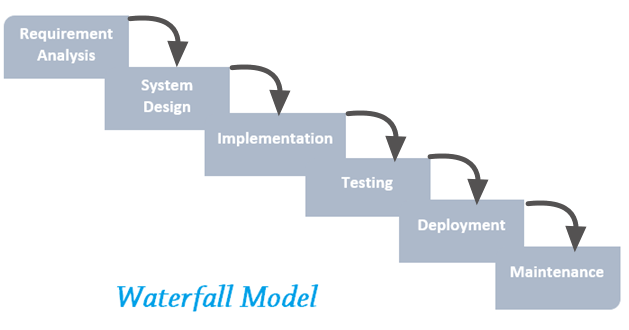 Requirement
Analysis
System
Design
Implementation
Testing
Deployment
Maintenance
Waterfall Model